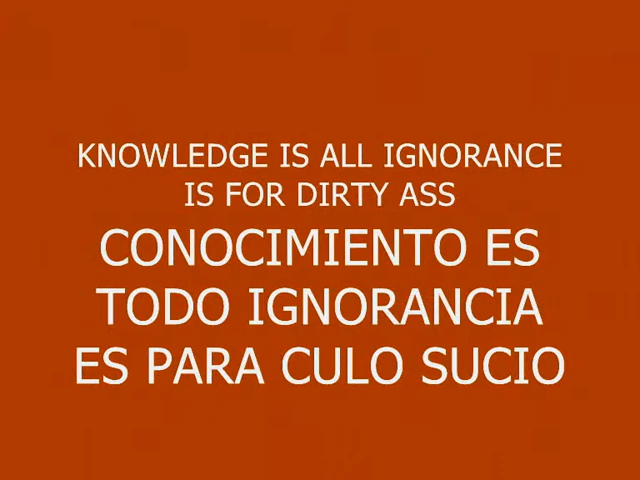 KNOWLEDGE IS ALL IGNORANCE
IS FOR DIRTY ASS
CONOCIMIENTO ES
TODO IGNORANCIA
ES PARA CULO SUCIO